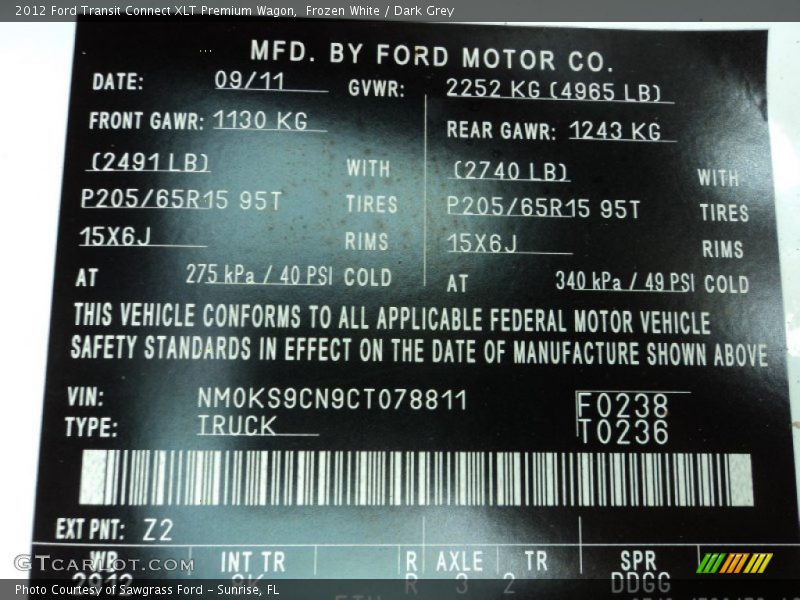 2012 Ford Transit Connect XLT Premium Wagon, Frozen White / Dark Grey
MFD. BY FORD MOTOR CO.
DATE: 09/11 GVWR: 2252 KG (4965 LB)
FRONT GAWR: 1130 KG REAR GAWR: 1243 KG
(2491 LB) WITH (2740 LB) WITH
P205/65R15 95T TIRES P205/65R15 95T TIRES
15X6J RIMS 15X6J RIMS
AT 275 kPa / 40 PSI COLD AT 340 kPa / 49 PSI COLD
THIS VEHICLE CONFORMS TO ALL APPLICABLE FEDERAL MOTOR VEHICLE
SAFETY STANDARDS IN EFFECT ON THE DATE OF MANUFACTURE SHOWN ABOVE
VIN: NM0KS9CN9CT078811 F0238
TYPE: TRUCK T0236
EXT PNT: Z2
WB INT TR R AXLE TR SPR
GTCARLOT.COM
2912 R 3 2 DDGG
Photo Courtesy of Sawgrass Ford - Sunrise, FL